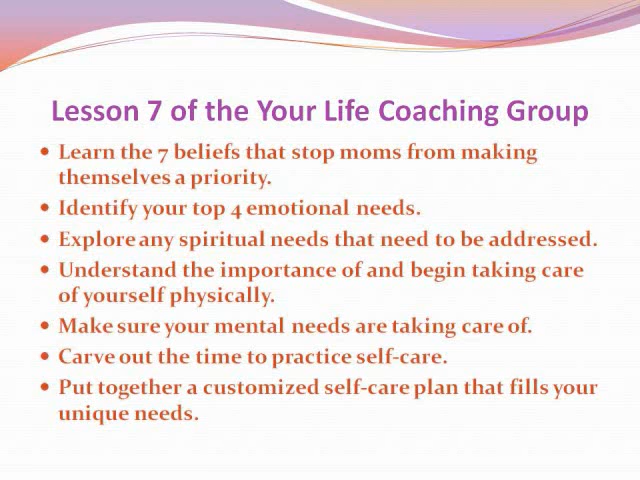 Lesson 7 of the Your Life Coaching Group
• Learn the 7 beliefs that stop moms from making
themselves a priority.
• Identify your top 4 emotional needs.
• Explore any spiritual needs that need to be addressed.
• Understand the importance of and begin taking care
of yourself physically.
• Make sure your mental needs are taking care of.
• Carve out the time to practice self-care.
• Put together a customized self-care plan that fills your
unique needs.